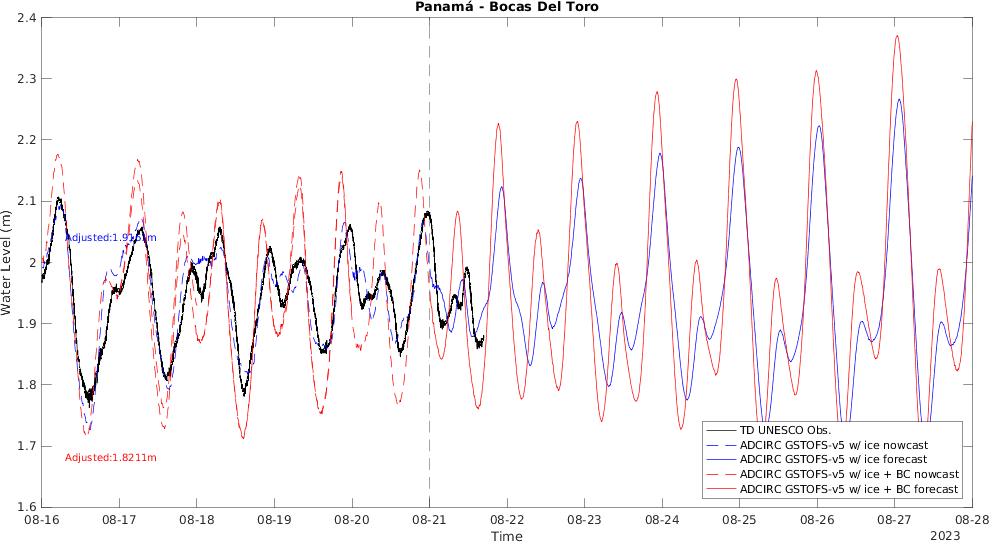 Panamá - Bocas Del Toro
2.4
2.3
2.2
2.1
2
1.9
1.8
1.7
1.6
Water Level (m)
Adjusted:1.9157m
Adjusted:1.8211m
TD UNESCO Obs.
ADCIRC GSTOFS-v5 w/ ice nowcast
ADCIRC GSTOFS-v5 w/ ice forecast
ADCIRC GSTOFS-v5 w/ ice + BC nowcast
ADCIRC GSTOFS-v5 w/ ice + BC forecast
08-16 08-17 08-18 08-19 08-20 08-21 08-22 08-23 08-24 08-25 08-26 08-27 08-28
Time
2023